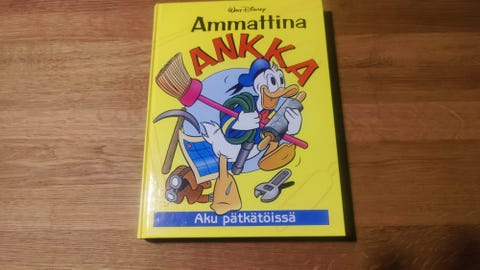 Walt Disney
Ammattina
ANKKA
Aku pätkätöissä